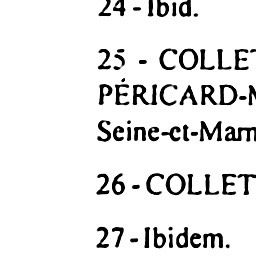 24 - Ibid.
25 - COLLET
PÉRICARD-M
Seine-et-Marn
26 - COLLET
27 - Ibidem.